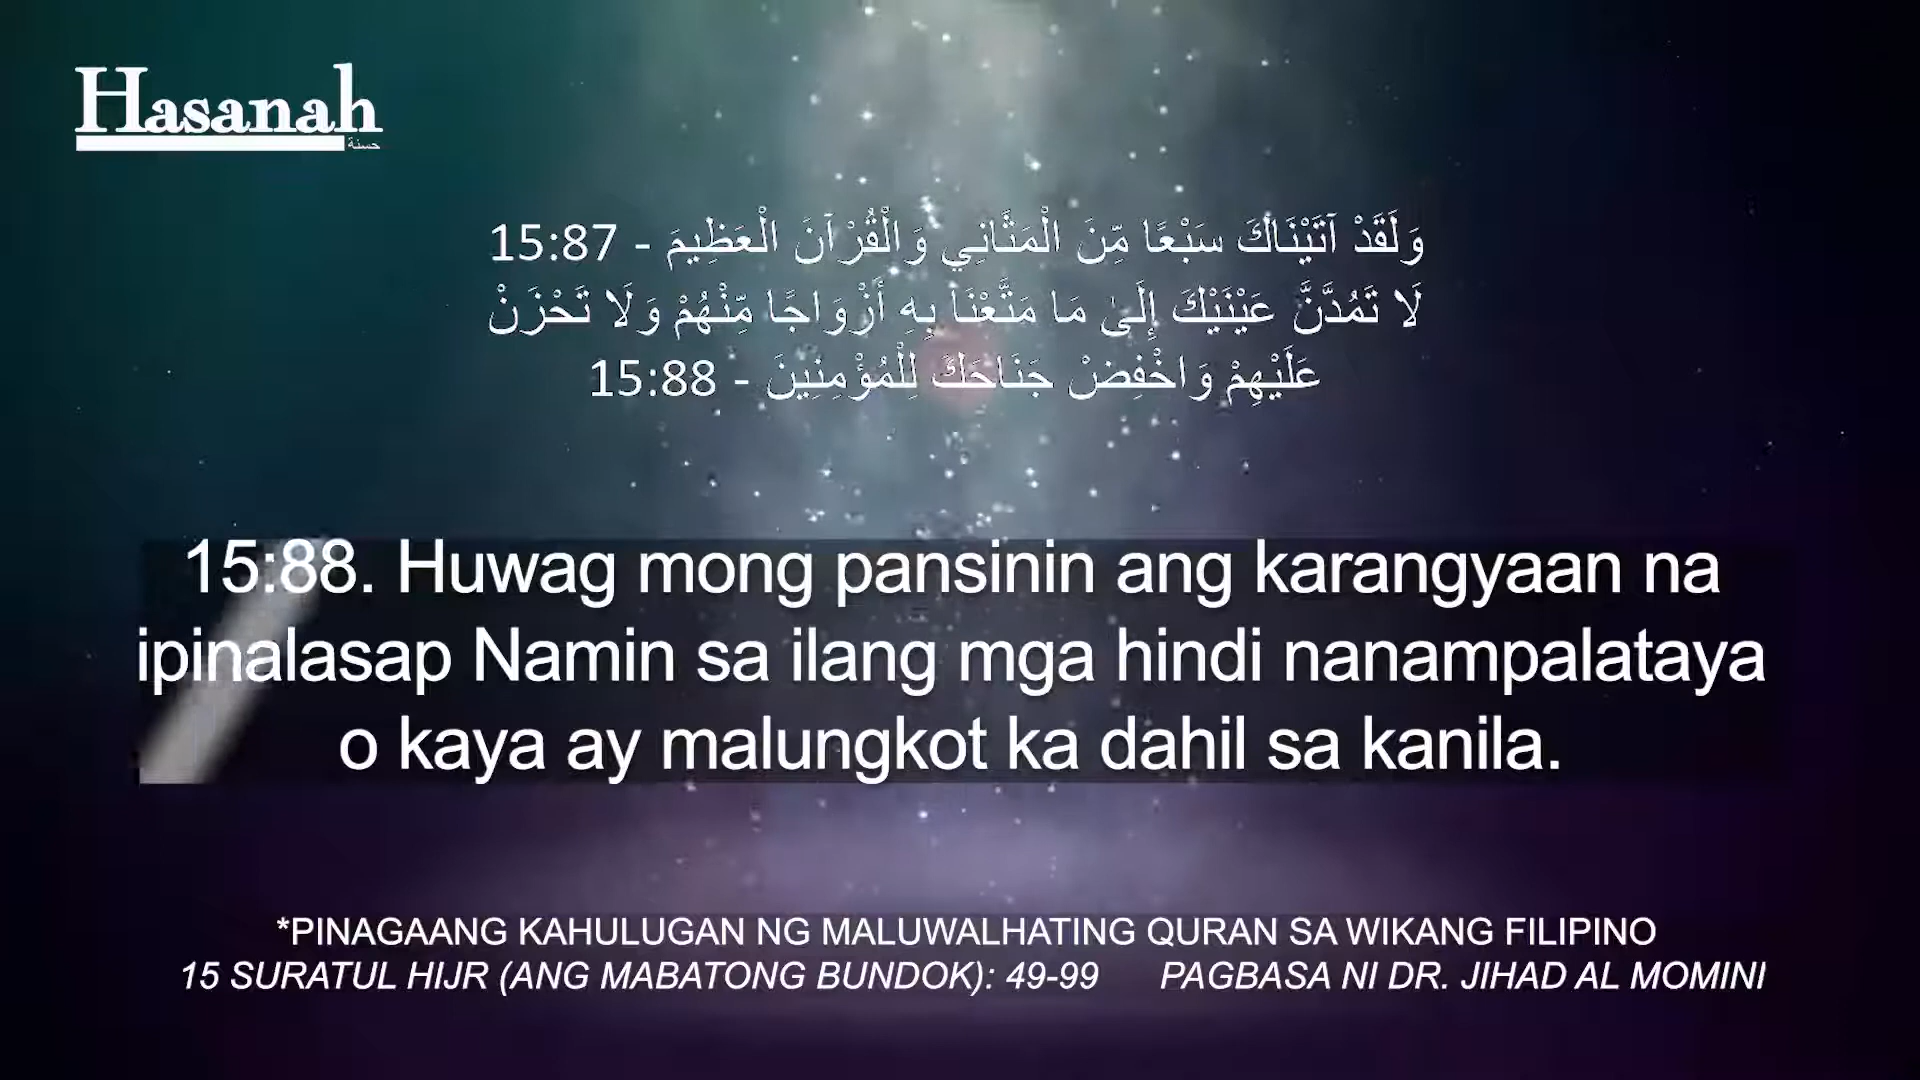 Hasanah
حسنة
وَلَقَدْ آتَيْنَاكَ سَبْعًا مِّنَ الْمَثَانِي وَالْقُرْآنَ الْعَظِيمَ - 15:87
لَا تَمُدَّنَّ عَيْنَيْكَ إِلَىٰ مَا مَتَّعْنَا بِهِ أَزْوَاجًا مِّنْهُمْ وَلَا تَحْزَنْ
عَلَيْهِمْ وَاخْفِضْ جَنَاحَكَ لِلْمُؤْمِنِينَ - 15:88
15:88. Huwag mong pansinin ang karangyaan na
ipinalasap Namin sa ilang mga hindi nanampalataya
o kaya ay malungkot ka dahil sa kanila.
*PINAGAANG KAHULUGAN NG MALUWALHATING QURAN SA WIKANG FILIPINO
15 SURATUL HIJR (ANG MABATONG BUNDOK): 49-99 PAGBASA NI DR. JIHAD AL MOMINI